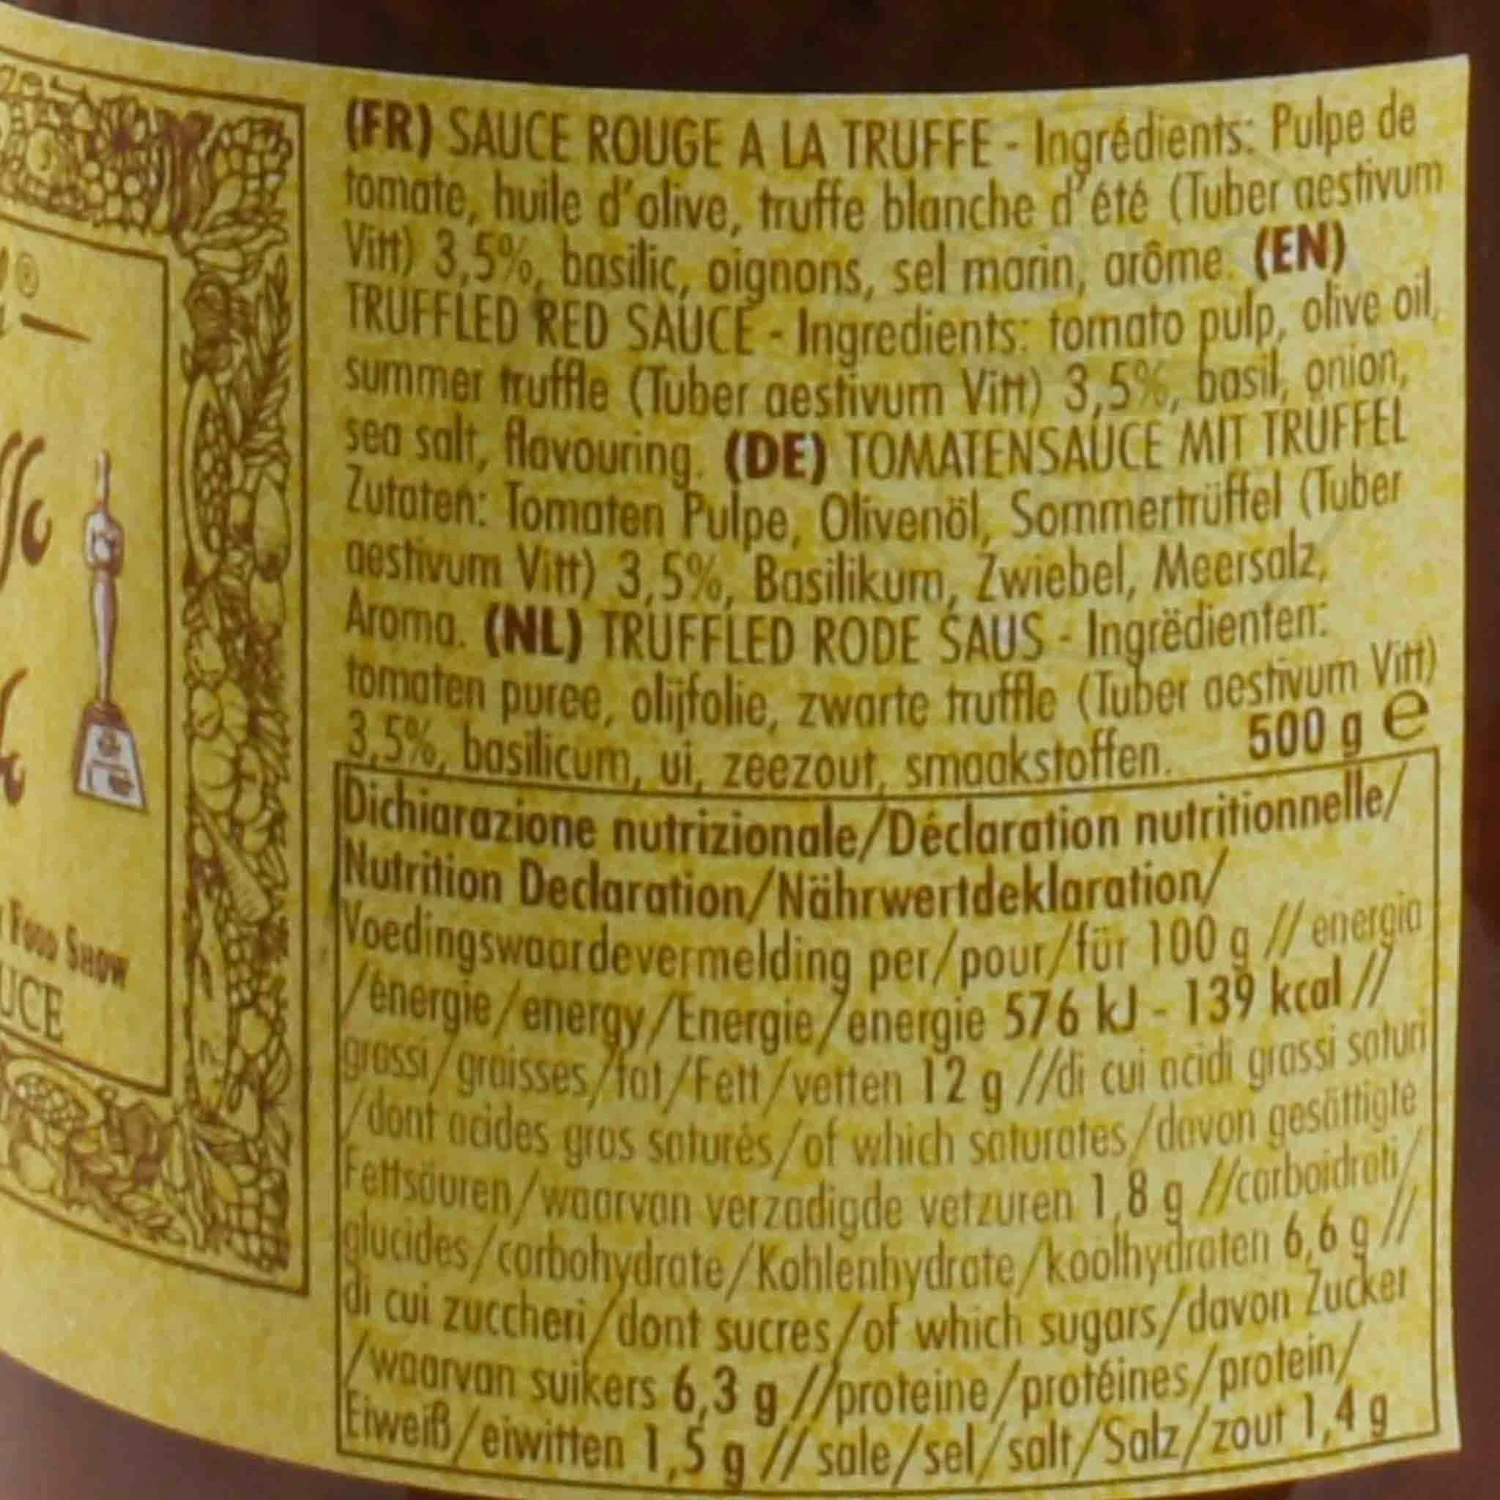 (FR) SAUCE ROUGE A LA TRUFFE - Ingrédients: Pulpe de
tomate, huile d'olive, truffe blanche d'été (Tuber aestivum
Vitt) 3,5%, basilic, oignons, sel marin, arôme. (EN)
TRUFFLED RED SAUCE - Ingredients: tomato pulp, olive oil,
summer truffle (Tuber aestivum Vitt) 3,5%, basil, onion,
sea salt, flavouring. (DE) TOMATENSAUCE MIT TRÜFFEL
Zutaten: Tomaten Pulpe, Olivenöl, Sommertrüffel (Tuber
aestivum Vitt) 3,5%, Basilikum, Zwiebel, Meersalz,
Aroma. (NL) TRUFFLED RODE SAUS - Ingrëdienten:
tomaten puree, olijfolie, zwarte truffle (Tuber aestivum Vitt)
3,5%, basilicum, ui, zeezout, smaakstoffen. 500 g e
Dichiarazione nutrizionale/Déclaration nutritionnelle/
Nutrition Declaration/Nährwertdeklaration/
Voedingswaardevermelding per/pour/für 100 g // energia
/énergie/energy/Energie/energie 576 kJ - 139 kcal //
grassi/graisses/fat/Fett/vetten 12 g //di cui acidi grassi saturi
/dont acides gras saturés/of which saturates/davon gesättigte
Fettsäuren/waarvan verzadigde vetzuren 1,8 g //carboidrati/
glucides/carbohydrate/Kohlenhydrate/koolhydraten 6,6 g //
di cui zuccheri/dont sucres/of which sugars/davon Zucker
/waarvan suikers 6,3 g //proteine/protéines/protein/
Eiweiß/eiwitten 1,5 g // sale/sel/salt/Salz/zout 1,4 g
FOOD SHOW
UCE